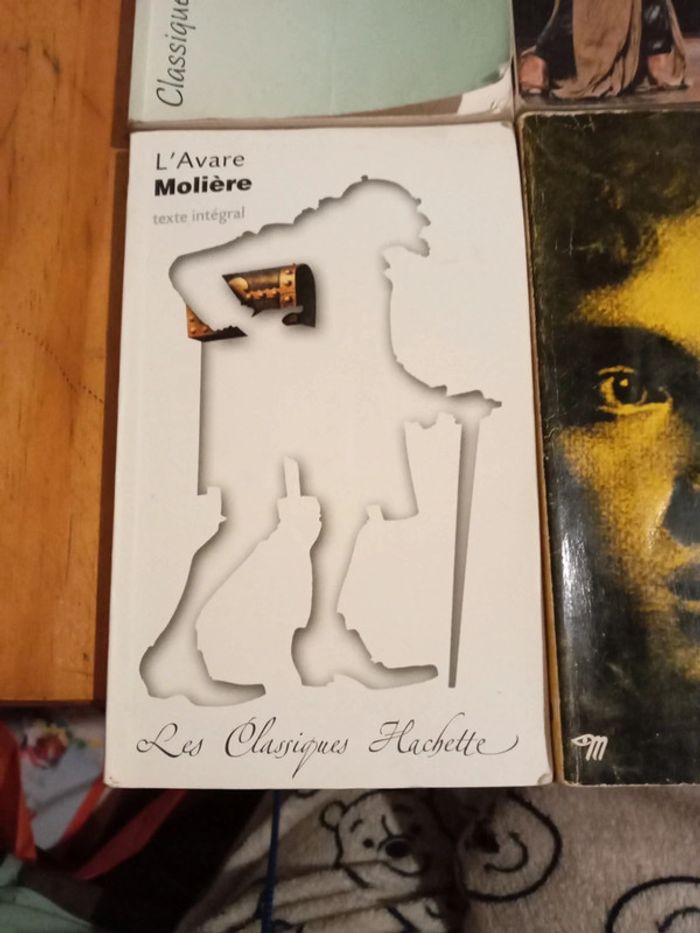 Classique
L'Avare
Molière
texte intégral
Les Classiques Hachette
m